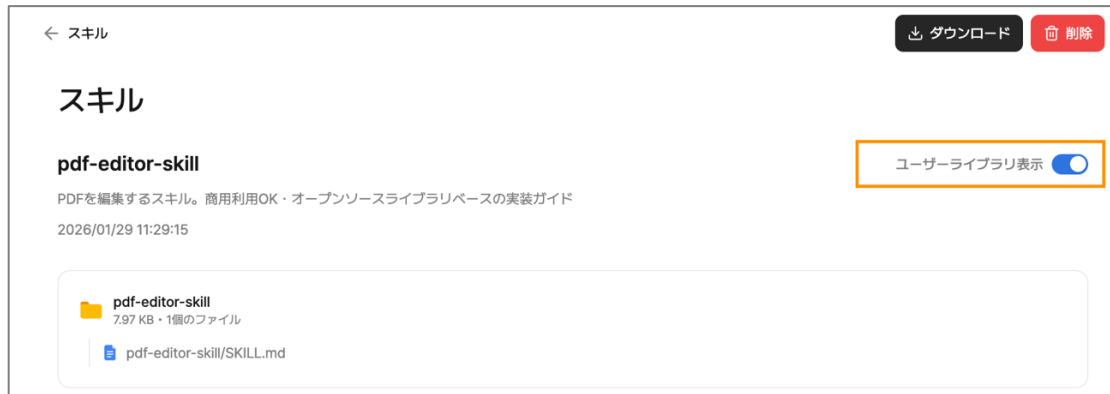 ← スキル
ダウンロード
削除
スキル
pdf-editor-skill
ユーザーライブラリ表示
PDFを編集するスキル。商用利用OK・オープンソースライブラリベースの実装ガイド
2026/01/29 11:29:15
pdf-editor-skill
7.97 KB・1個のファイル
pdf-editor-skill/SKILL.md